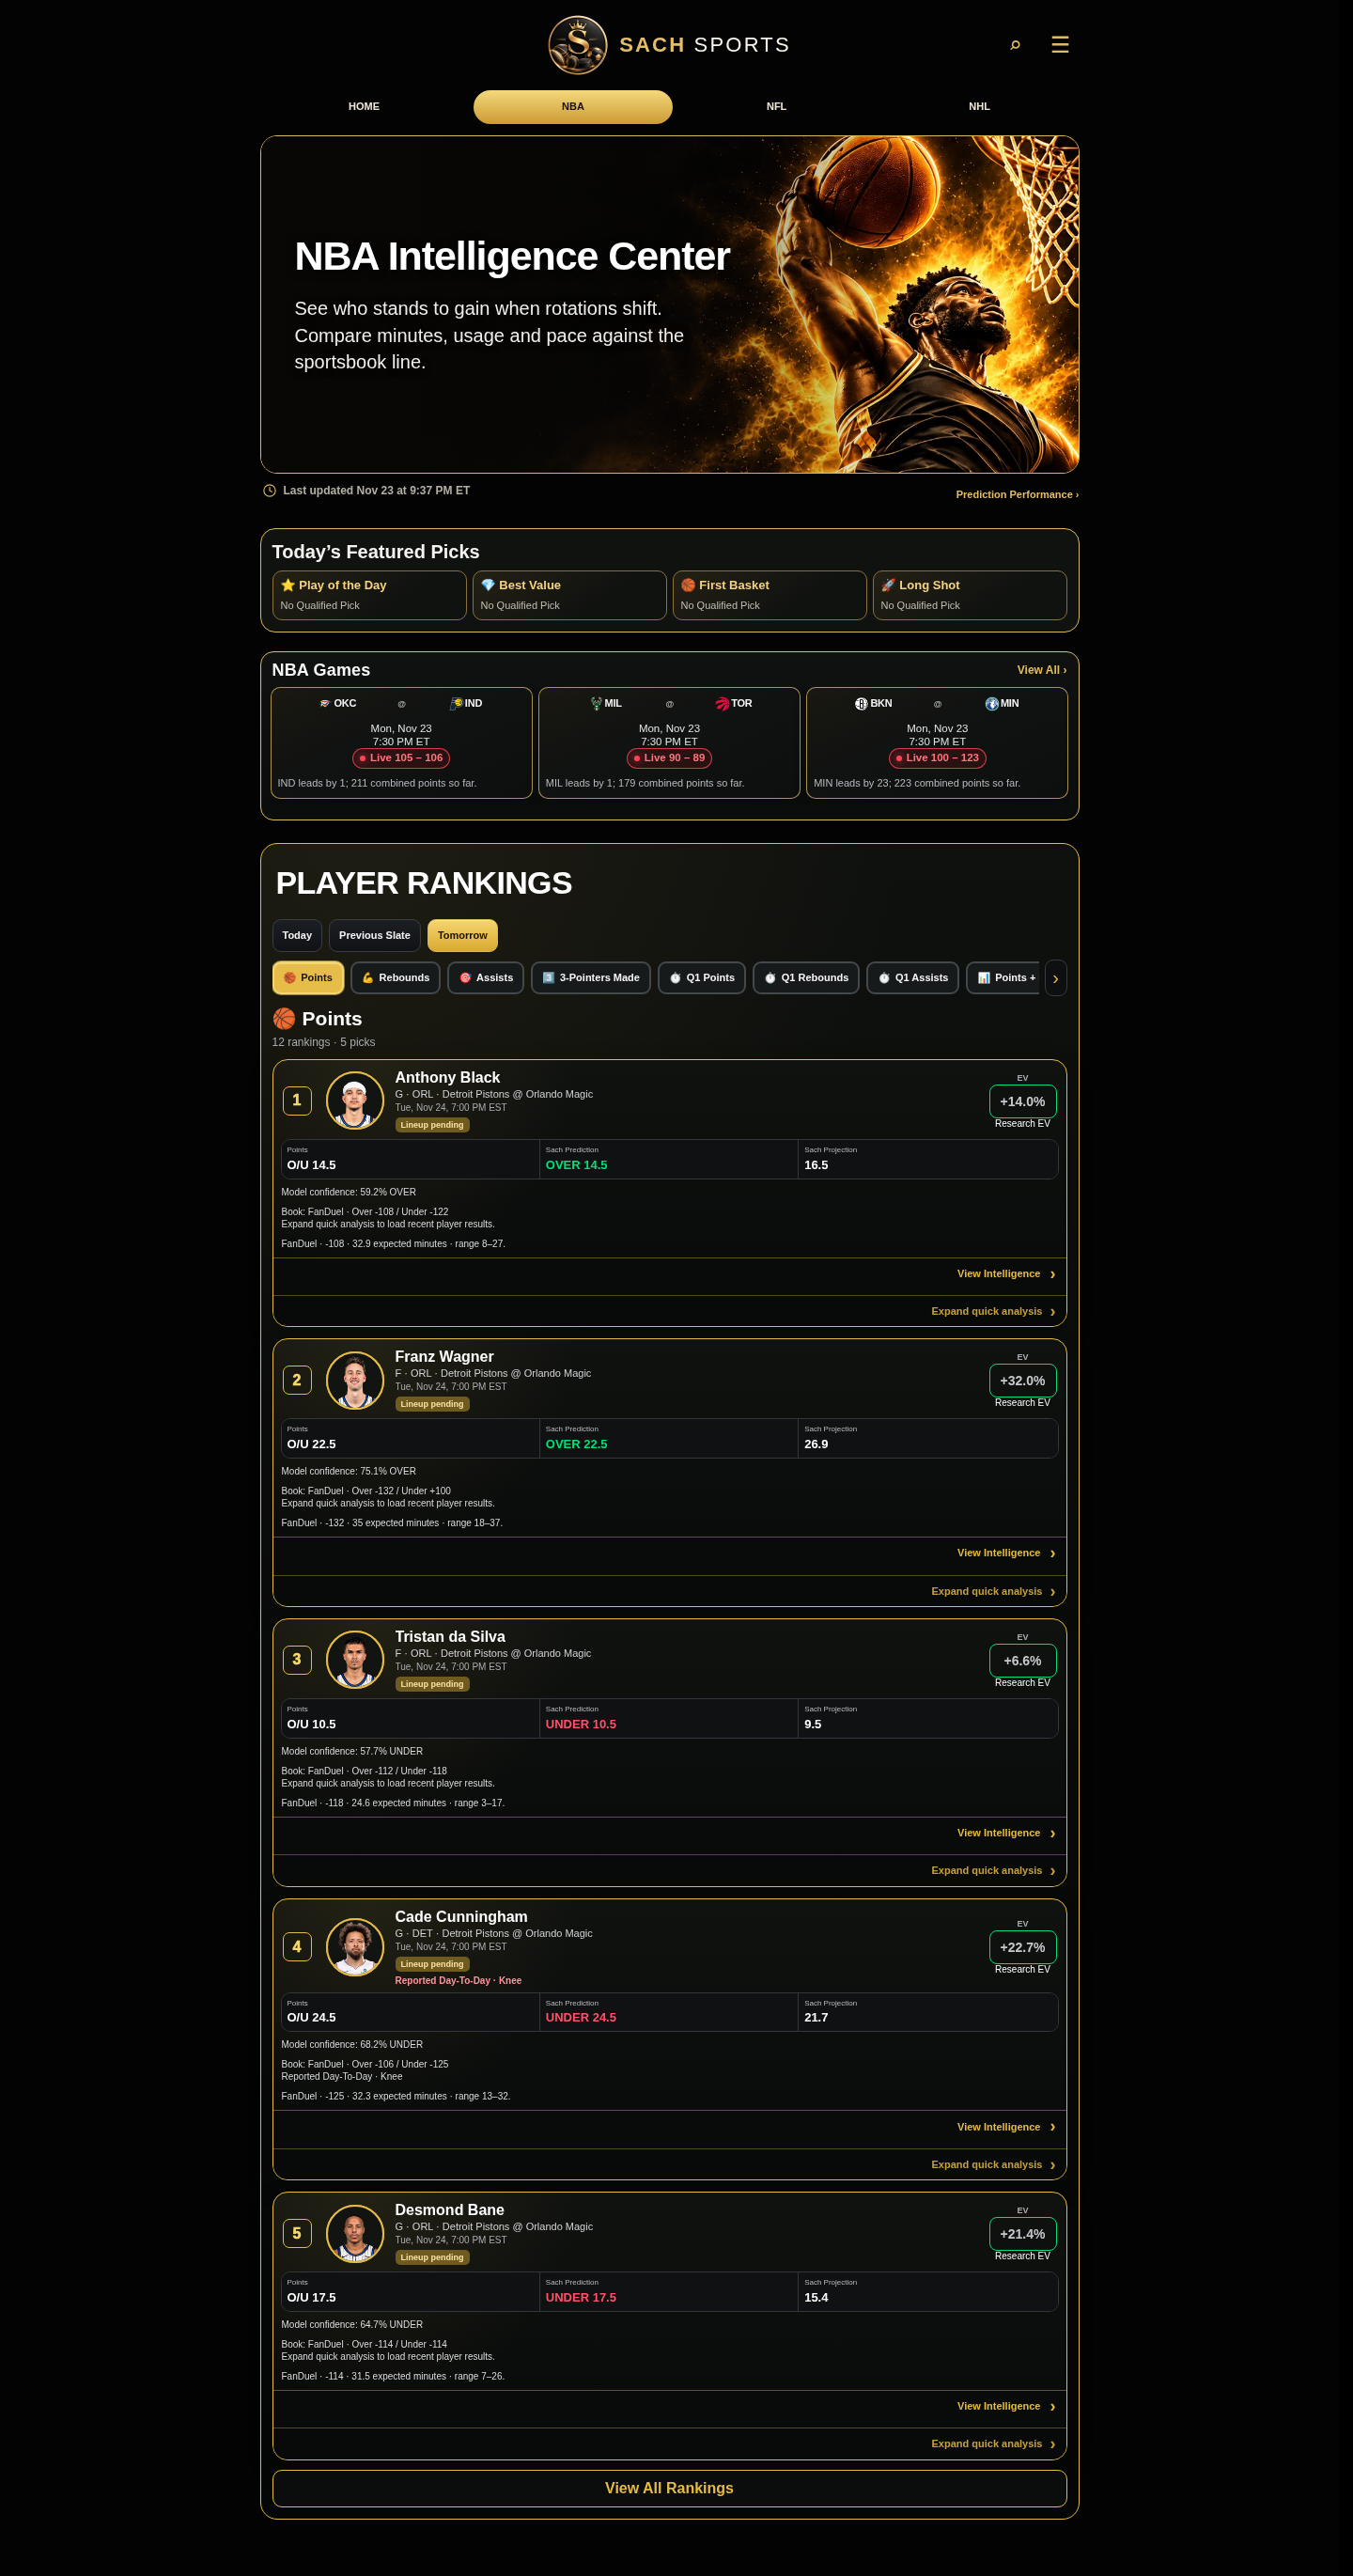 SACH SPORTS
HOME NBA NFL NHL
NBA Intelligence Center
See who stands to gain when rotations shift.
Compare minutes, usage and pace against the
sportsbook line.
Last updated Nov 23 at 9:37 PM ET
Prediction Performance ›
Today’s Featured Picks
⭐ Play of the Day
No Qualified Pick
💎 Best Value
No Qualified Pick
🏀 First Basket
No Qualified Pick
🚀 Long Shot
No Qualified Pick
NBA Games
View All ›
OKC @ IND
Mon, Nov 23
7:30 PM ET
Live 105 – 106
IND leads by 1; 211 combined points so far.
MIL @ TOR
Mon, Nov 23
7:30 PM ET
Live 90 – 89
MIL leads by 1; 179 combined points so far.
BKN @ MIN
Mon, Nov 23
7:30 PM ET
Live 100 – 123
MIN leads by 23; 223 combined points so far.
PLAYER RANKINGS
Today Previous Slate Tomorrow
🏀 Points 💪 Rebounds 🎯 Assists 3️⃣ 3-Pointers Made ⏱️ Q1 Points ⏱️ Q1 Rebounds ⏱️ Q1 Assists 📊 Points + ›
🏀 Points
12 rankings · 5 picks
1
Anthony Black
G · ORL · Detroit Pistons @ Orlando Magic
Tue, Nov 24, 7:00 PM EST
Lineup pending
EV
+14.0%
Research EV
Points
O/U 14.5
Sach Prediction
OVER 14.5
Sach Projection
16.5
Model confidence: 59.2% OVER
Book: FanDuel · Over -108 / Under -122
Expand quick analysis to load recent player results.
FanDuel · -108 · 32.9 expected minutes · range 8–27.
View Intelligence ›
Expand quick analysis ›
2
Franz Wagner
F · ORL · Detroit Pistons @ Orlando Magic
Tue, Nov 24, 7:00 PM EST
Lineup pending
EV
+32.0%
Research EV
Points
O/U 22.5
Sach Prediction
OVER 22.5
Sach Projection
26.9
Model confidence: 75.1% OVER
Book: FanDuel · Over -132 / Under +100
Expand quick analysis to load recent player results.
FanDuel · -132 · 35 expected minutes · range 18–37.
View Intelligence ›
Expand quick analysis ›
3
Tristan da Silva
F · ORL · Detroit Pistons @ Orlando Magic
Tue, Nov 24, 7:00 PM EST
Lineup pending
EV
+6.6%
Research EV
Points
O/U 10.5
Sach Prediction
UNDER 10.5
Sach Projection
9.5
Model confidence: 57.7% UNDER
Book: FanDuel · Over -112 / Under -118
Expand quick analysis to load recent player results.
FanDuel · -118 · 24.6 expected minutes · range 3–17.
View Intelligence ›
Expand quick analysis ›
4
Cade Cunningham
G · DET · Detroit Pistons @ Orlando Magic
Tue, Nov 24, 7:00 PM EST
Lineup pending
Reported Day-To-Day · Knee
EV
+22.7%
Research EV
Points
O/U 24.5
Sach Prediction
UNDER 24.5
Sach Projection
21.7
Model confidence: 68.2% UNDER
Book: FanDuel · Over -106 / Under -125
Reported Day-To-Day · Knee
FanDuel · -125 · 32.3 expected minutes · range 13–32.
View Intelligence ›
Expand quick analysis ›
5
Desmond Bane
G · ORL · Detroit Pistons @ Orlando Magic
Tue, Nov 24, 7:00 PM EST
Lineup pending
EV
+21.4%
Research EV
Points
O/U 17.5
Sach Prediction
UNDER 17.5
Sach Projection
15.4
Model confidence: 64.7% UNDER
Book: FanDuel · Over -114 / Under -114
Expand quick analysis to load recent player results.
FanDuel · -114 · 31.5 expected minutes · range 7–26.
View Intelligence ›
Expand quick analysis ›
View All Rankings